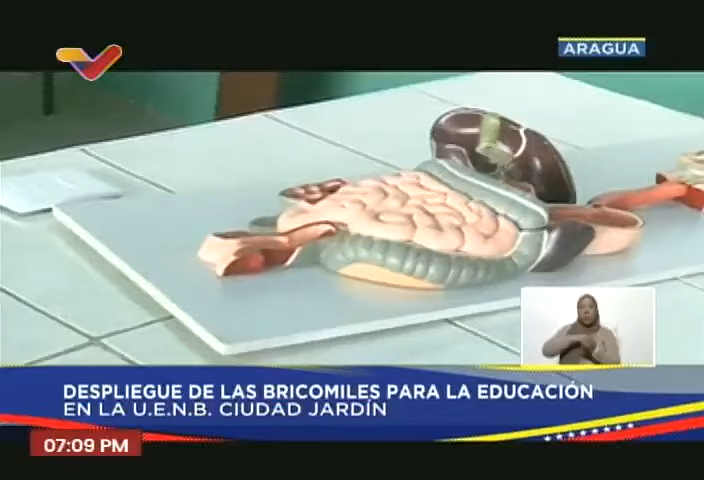 ARAGUA
DESPLIEGUE DE LAS BRICOMILES PARA LA EDUCACIÓN
EN LA U.E.N.B. CIUDAD JARDÍN
07:09 PM